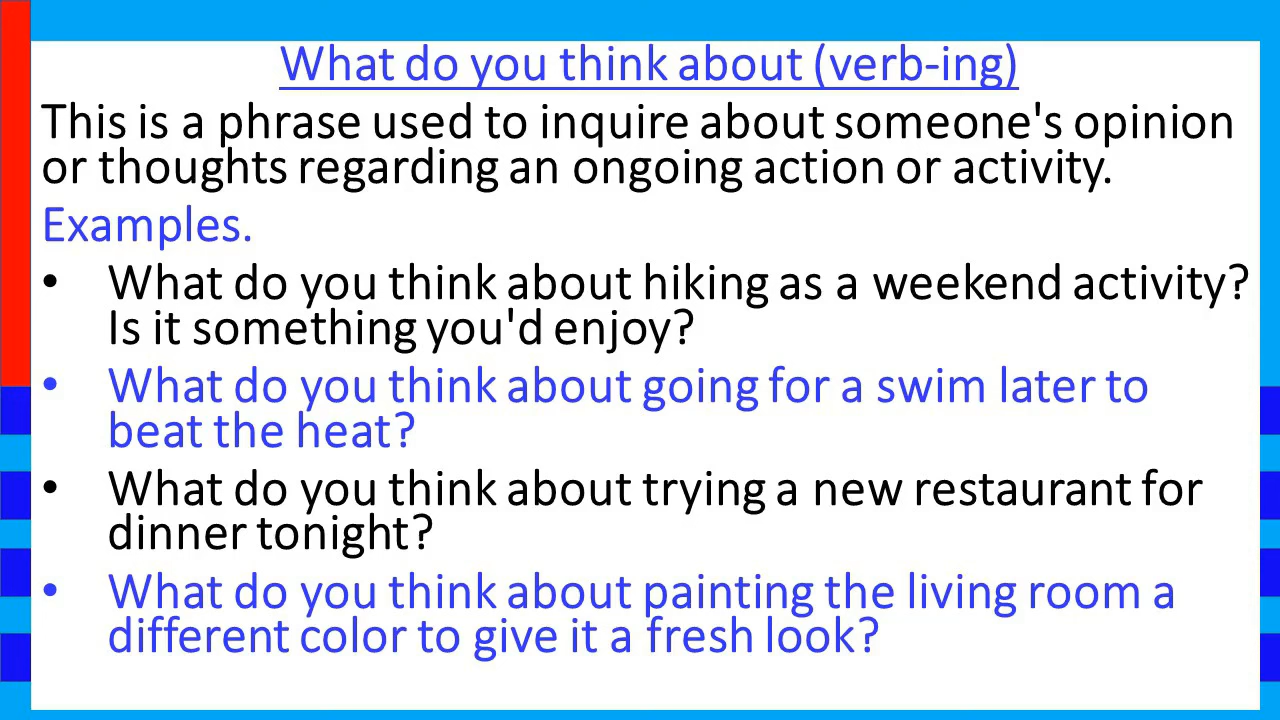 What do you think about (verb-ing)
This is a phrase used to inquire about someone's opinion
or thoughts regarding an ongoing action or activity.
Examples.
• What do you think about hiking as a weekend activity?
Is it something you'd enjoy?
• What do you think about going for a swim later to
beat the heat?
• What do you think about trying a new restaurant for
dinner tonight?
• What do you think about painting the living room a
different color to give it a fresh look?